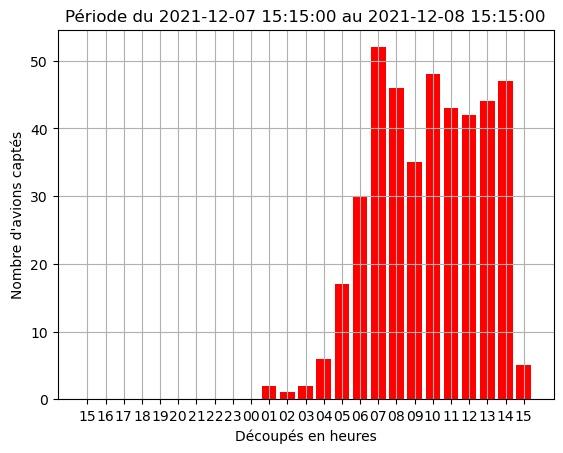 Période du 2021-12-07 15:15:00 au 2021-12-08 15:15:00
Nombre d'avions captés
50
40
30
20
10
0
15 16 17 18 19 20 21 22 23 00 01 02 03 04 05 06 07 08 09 10 11 12 13 14 15
Découpés en heures